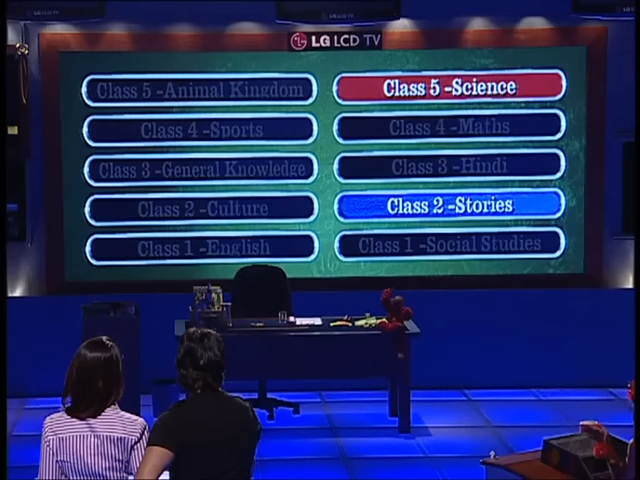 LG LCD TV
Class 5 -Animal Kingdom
Class 5 -Science
Class 4 -Sports
Class 4 -Maths
Class 3 -General Knowledge
Class 3 -Hindi
Class 2 -Culture
Class 2 -Stories
Class 1 -English
Class 1 -Social Studies